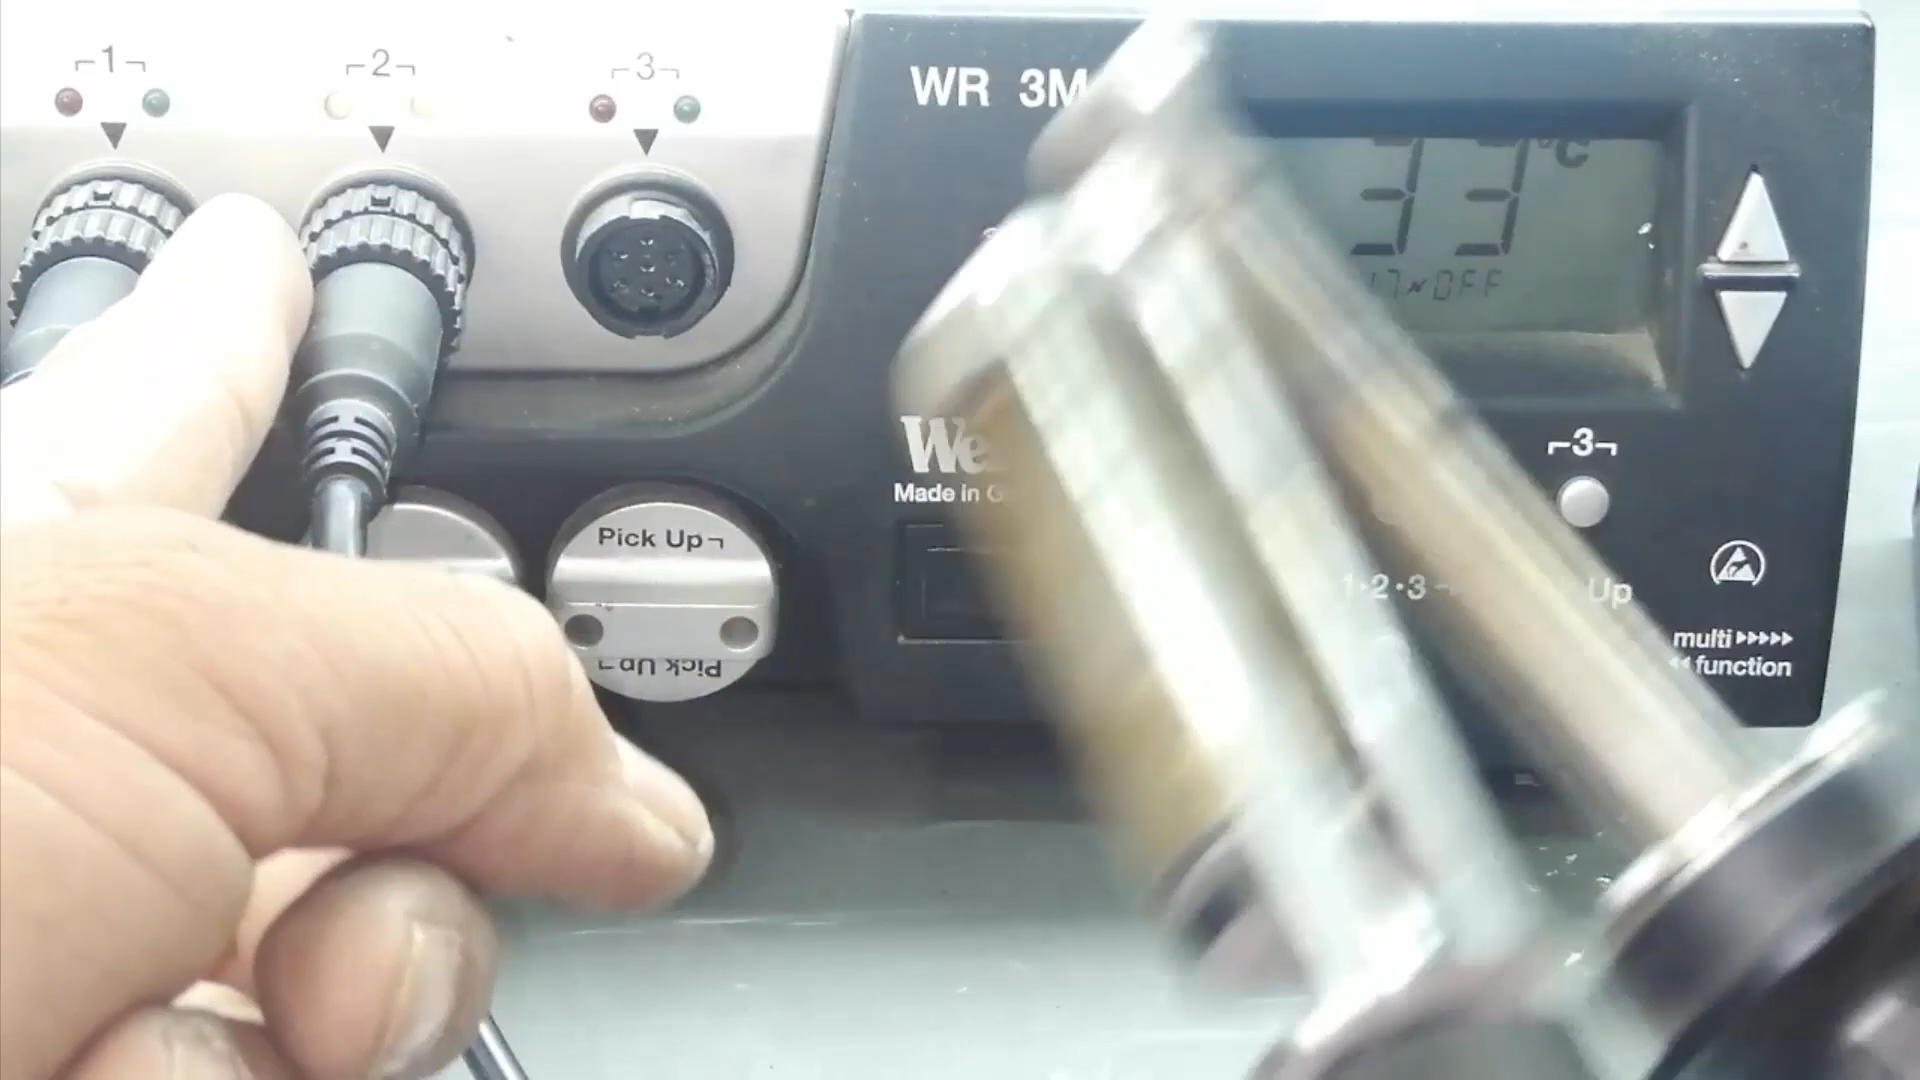 1
2
3
WR 3M
33 °C
OFF
Made in
3
Pick Up
Pick Up
1·2·3
Up
multi
function